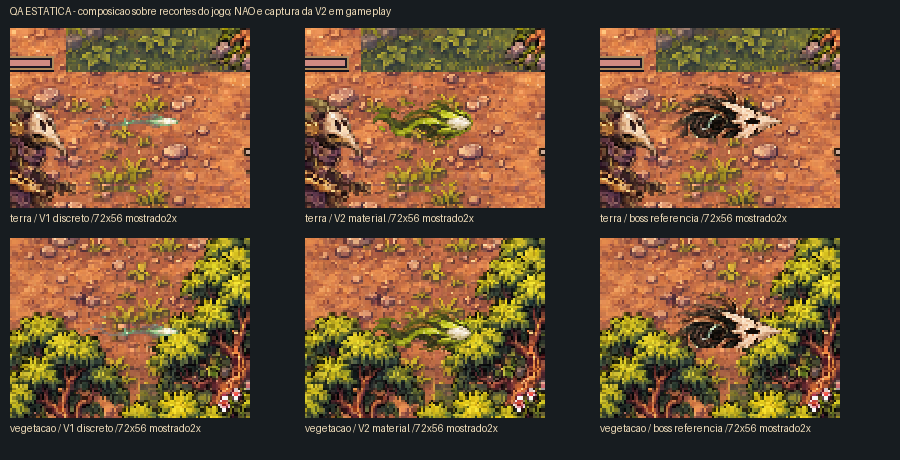 QA ESTATICA - composicao sobre recortes do jogo; NAO e captura da V2 em gameplay
terra / V1 discreto /72x56 mostrado2x
terra / V2 material /72x56 mostrado2x
terra / boss referencia /72x56 mostrado2x
vegetacao / V1 discreto /72x56 mostrado2x
vegetacao / V2 material /72x56 mostrado2x
vegetacao / boss referencia /72x56 mostrado2x